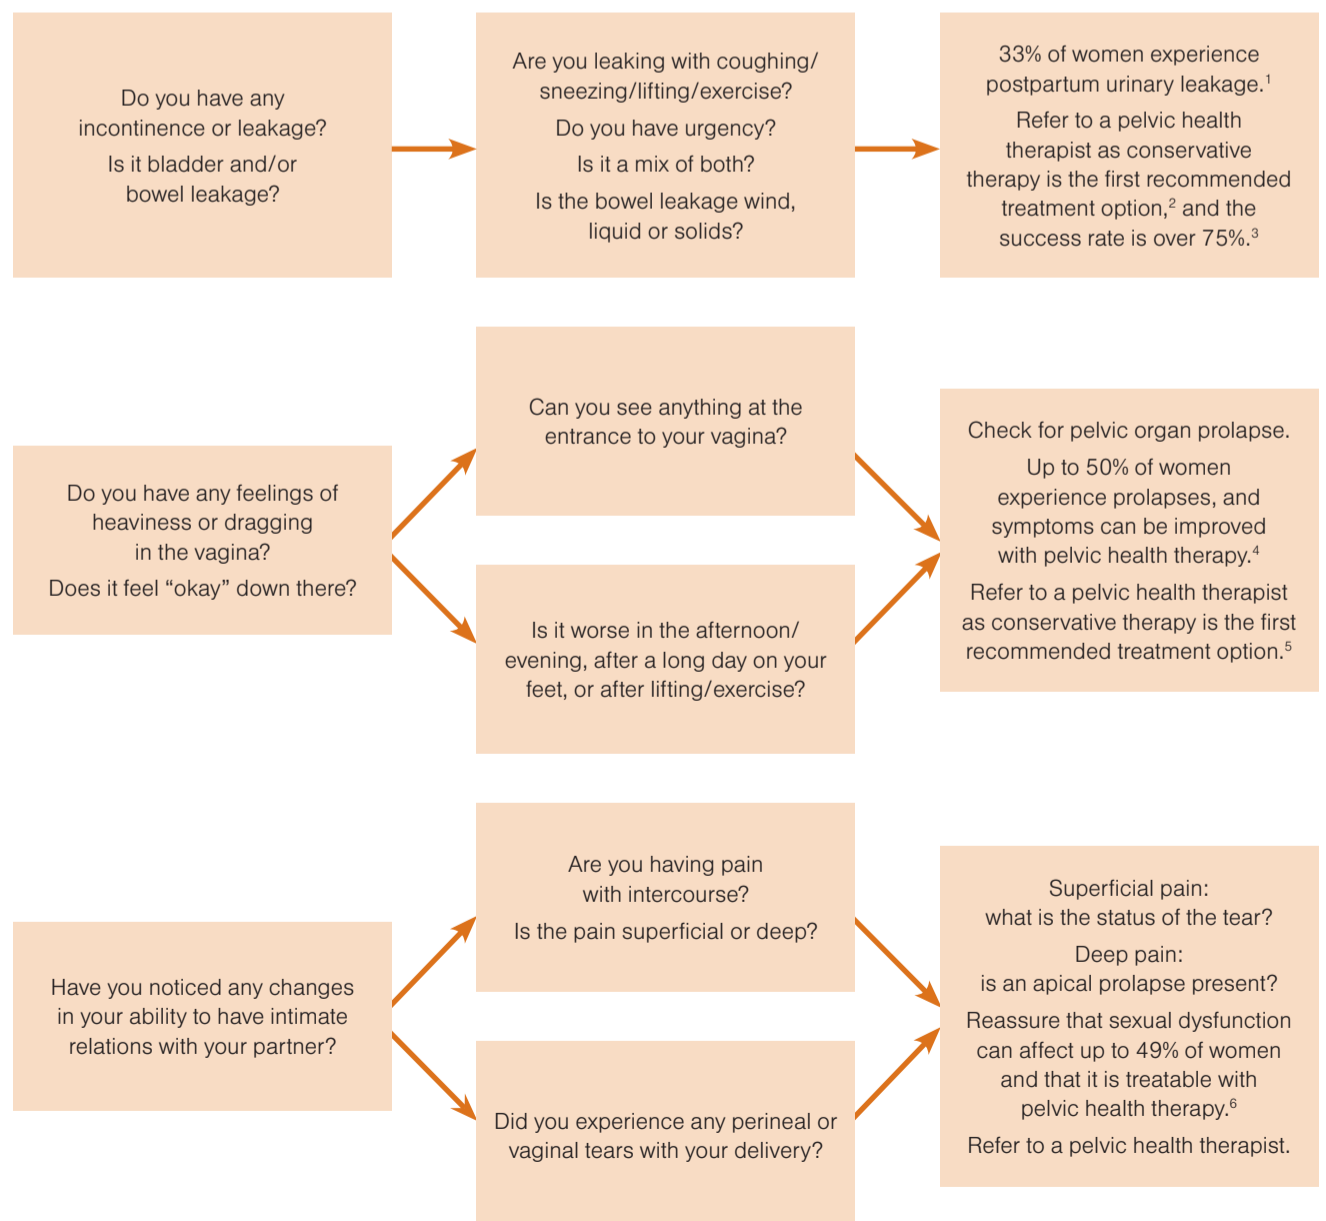 Do you have any
incontinence or leakage?
Is it bladder and/or
bowel leakage?
Are you leaking with coughing/
sneezing/lifting/exercise?
Do you have urgency?
Is it a mix of both?
Is the bowel leakage wind,
liquid or solids?
33% of women experience
postpartum urinary leakage.¹
Refer to a pelvic health
therapist as conservative
therapy is the first recommended
treatment option,² and the
success rate is over 75%.³
Do you have any feelings of
heaviness or dragging
in the vagina?
Does it feel “okay” down there?
Can you see anything at the
entrance to your vagina?
Is it worse in the afternoon/
evening, after a long day on your
feet, or after lifting/exercise?
Check for pelvic organ prolapse.
Up to 50% of women
experience prolapses, and
symptoms can be improved
with pelvic health therapy.⁴
Refer to a pelvic health therapist
as conservative therapy is the first
recommended treatment option.⁵
Have you noticed any changes
in your ability to have intimate
relations with your partner?
Are you having pain
with intercourse?
Is the pain superficial or deep?
Did you experience any perineal or
vaginal tears with your delivery?
Superficial pain:
what is the status of the tear?
Deep pain:
is an apical prolapse present?
Reassure that sexual dysfunction
can affect up to 49% of women
and that it is treatable with
pelvic health therapy.⁶
Refer to a pelvic health therapist.